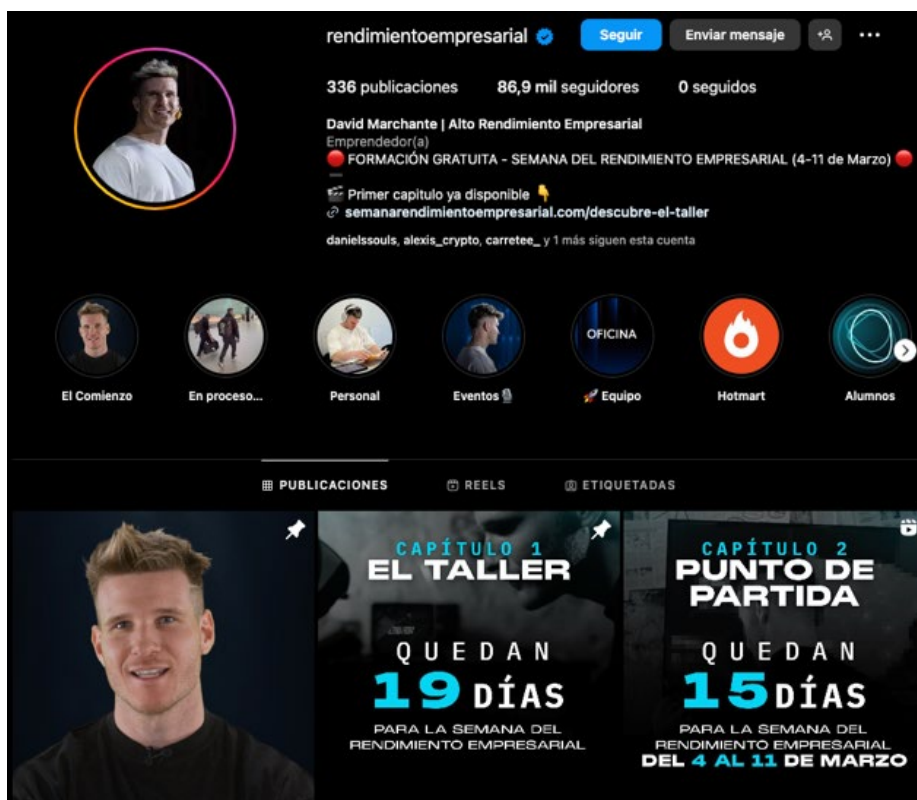 rendimientoempresarial
Seguir
Enviar mensaje
336 publicaciones 86,9 mil seguidores 0 seguidos
David Marchante | Alto Rendimiento Empresarial
Emprendedor(a)
🔴 FORMACIÓN GRATUITA - SEMANA DEL RENDIMIENTO EMPRESARIAL (4-11 de Marzo) 🔴
🎬 Primer capitulo ya disponible 👇
semanarendimientoempresarial.com/descubre-el-taller
danielssouls, alexis_crypto, carretee_ y 1 más siguen esta cuenta
OFICINA
El Comienzo
En proceso...
Personal
Eventos🎙
🚀 Equipo
Hotmart
Alumnos
PUBLICACIONES
REELS
ETIQUETADAS
CAPÍTULO 1
EL TALLER
QUEDAN
19 DÍAS
PARA LA SEMANA DEL
RENDIMIENTO EMPRESARIAL
CAPÍTULO 2
PUNTO DE
PARTIDA
QUEDAN
15 DÍAS
PARA LA SEMANA DEL
RENDIMIENTO EMPRESARIAL
DEL 4 AL 11 DE MARZO